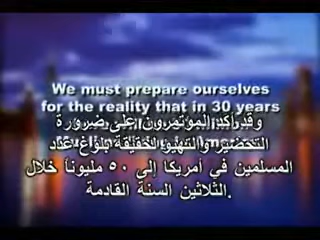 We must prepare ourselves
for the reality that in 30 years
وقد أكد المؤتمرون على ضرورة
التحضير والتهيؤ لحقيقة بلوغ عدد
المسلمين في أمريكا إلى ٥٠ مليوناً خلال
الثلاثين السنة القادمة.